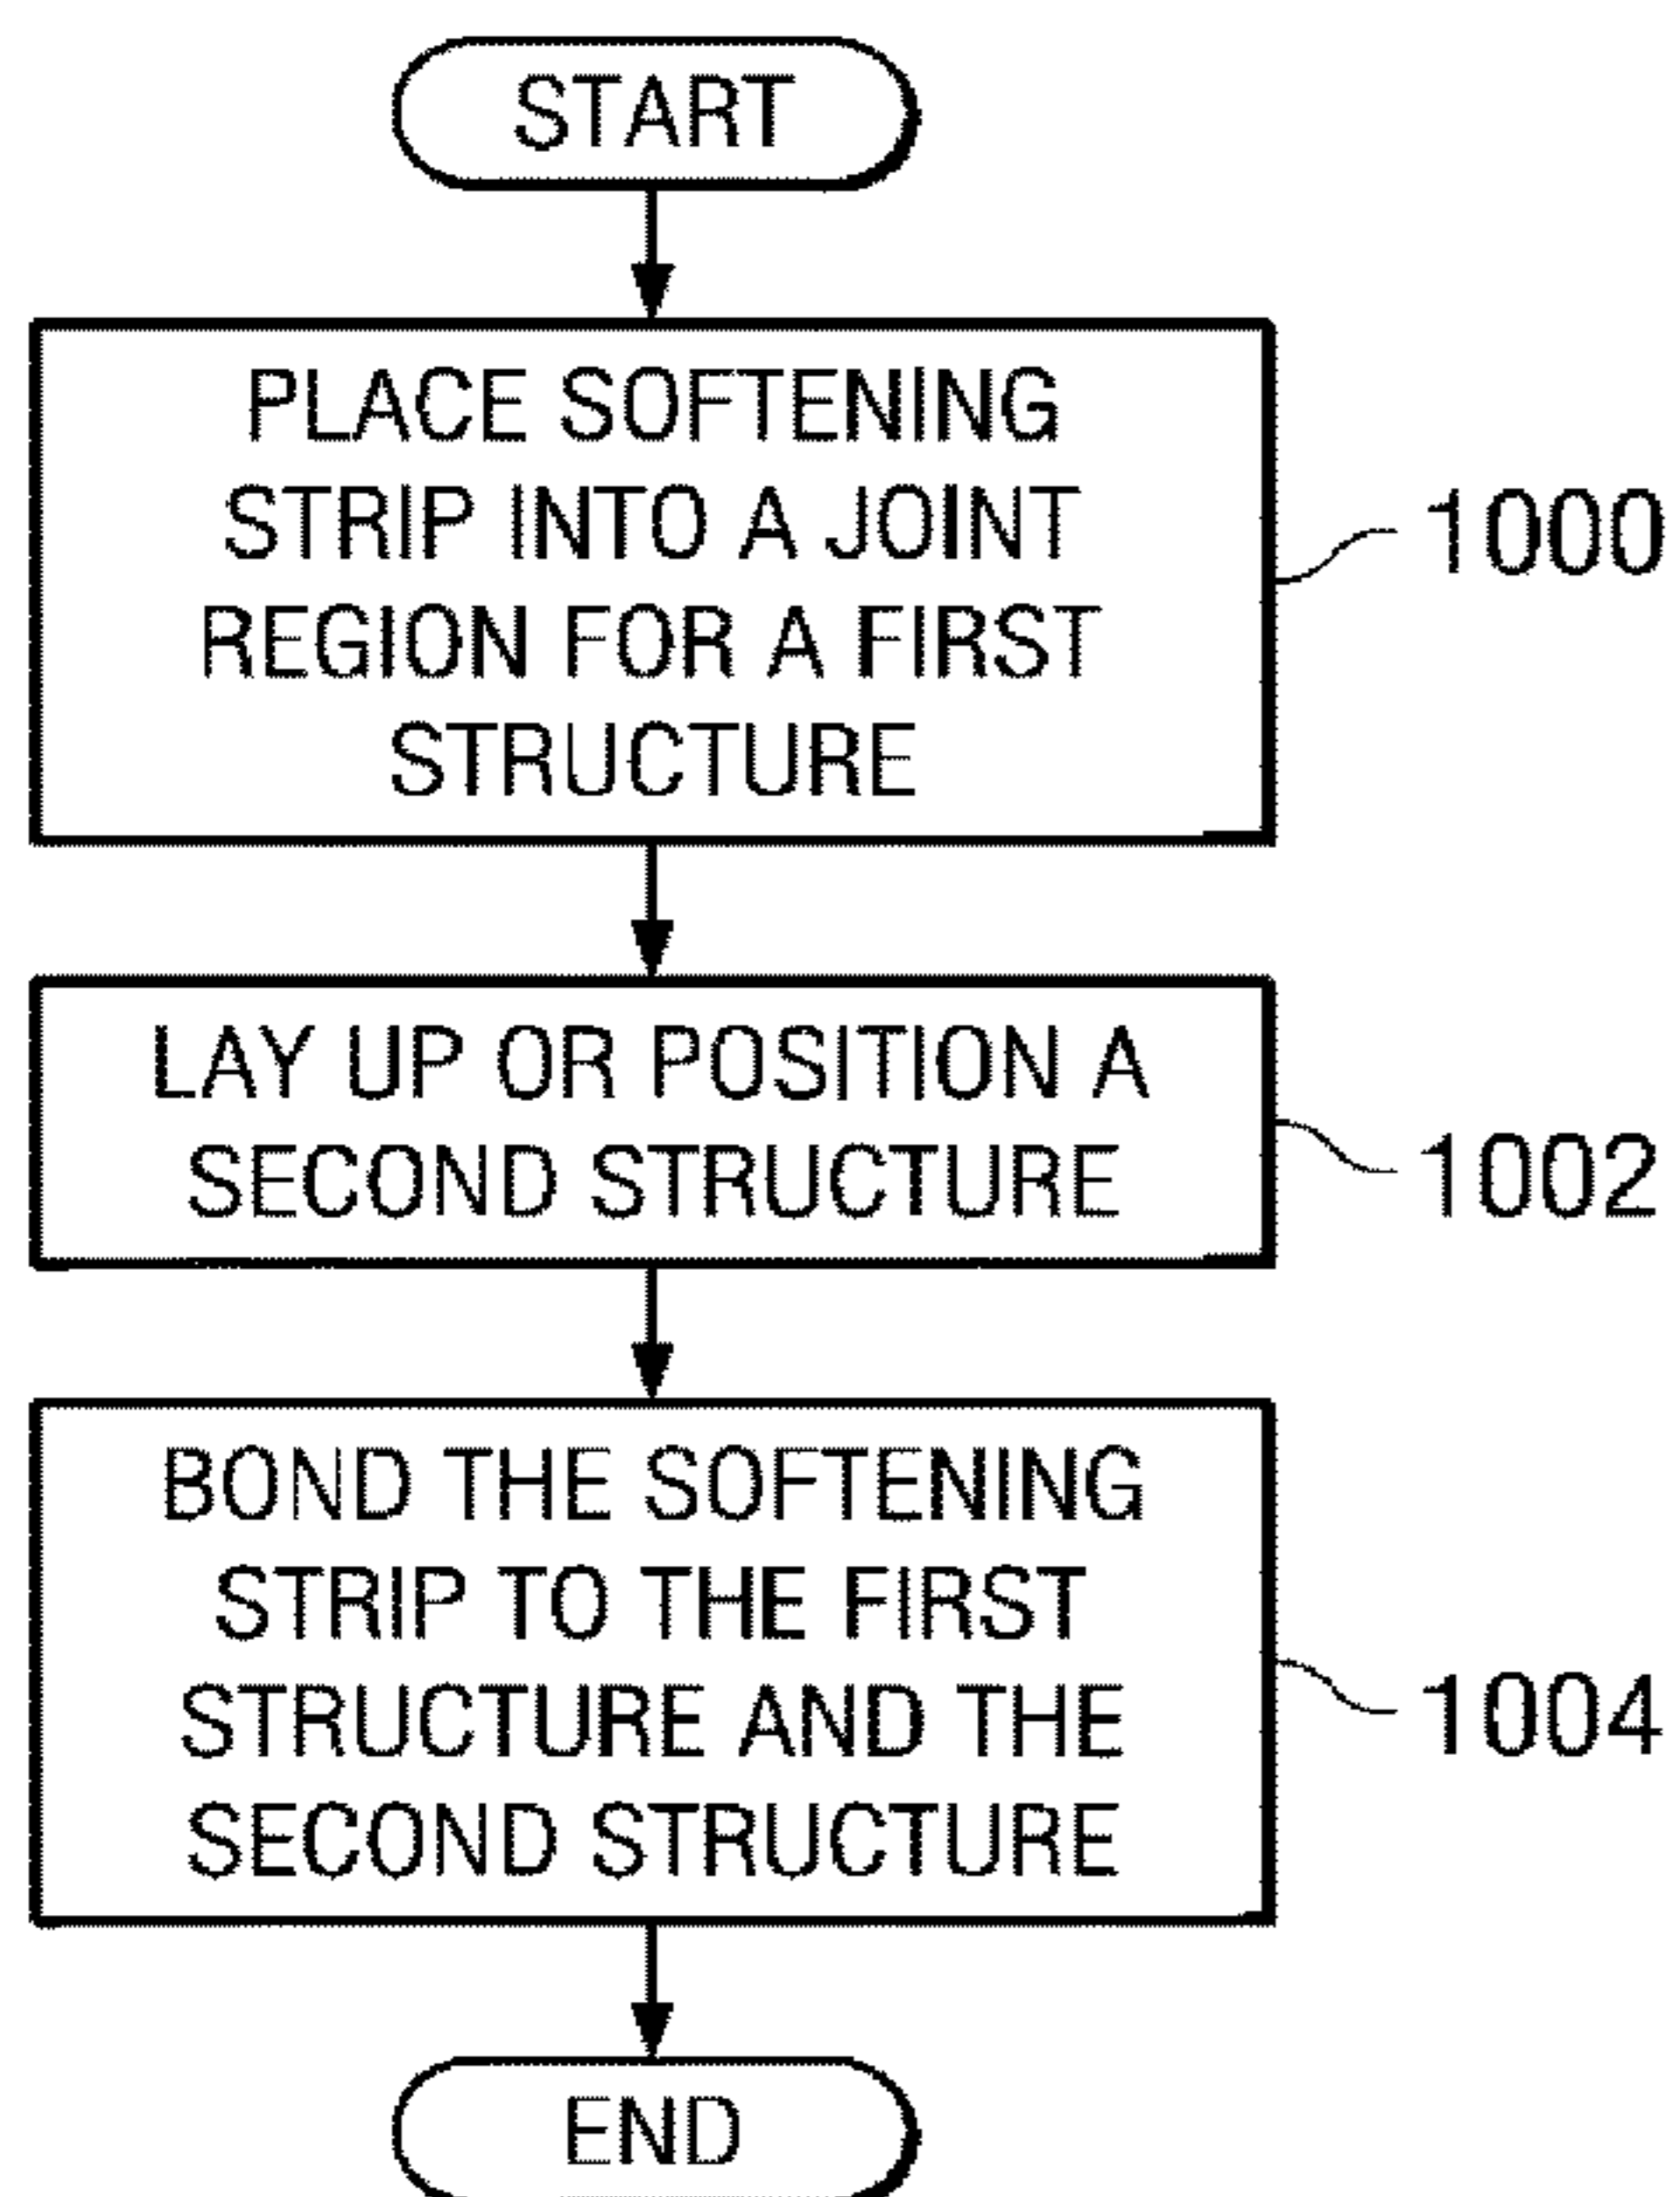 START
PLACE SOFTENING
STRIP INTO A JOINT
REGION FOR A FIRST
STRUCTURE
1000
LAY UP OR POSITION A
SECOND STRUCTURE
1002
BOND THE SOFTENING
STRIP TO THE FIRST
STRUCTURE AND THE
SECOND STRUCTURE
1004
END